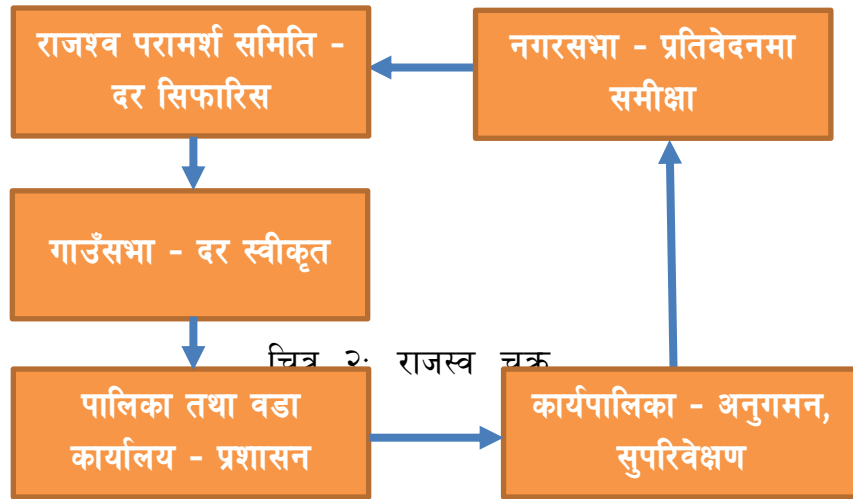 राजश्व परामर्श समिति -
दर सिफारिस
नगरसभा - प्रतिवेदनमा
समीक्षा
गाउँसभा - दर स्वीकृत
चित्र २: राजस्व चक्र
पालिका तथा वडा
कार्यालय - प्रशासन
कार्यपालिका - अनुगमन,
सुपरिवेक्षण